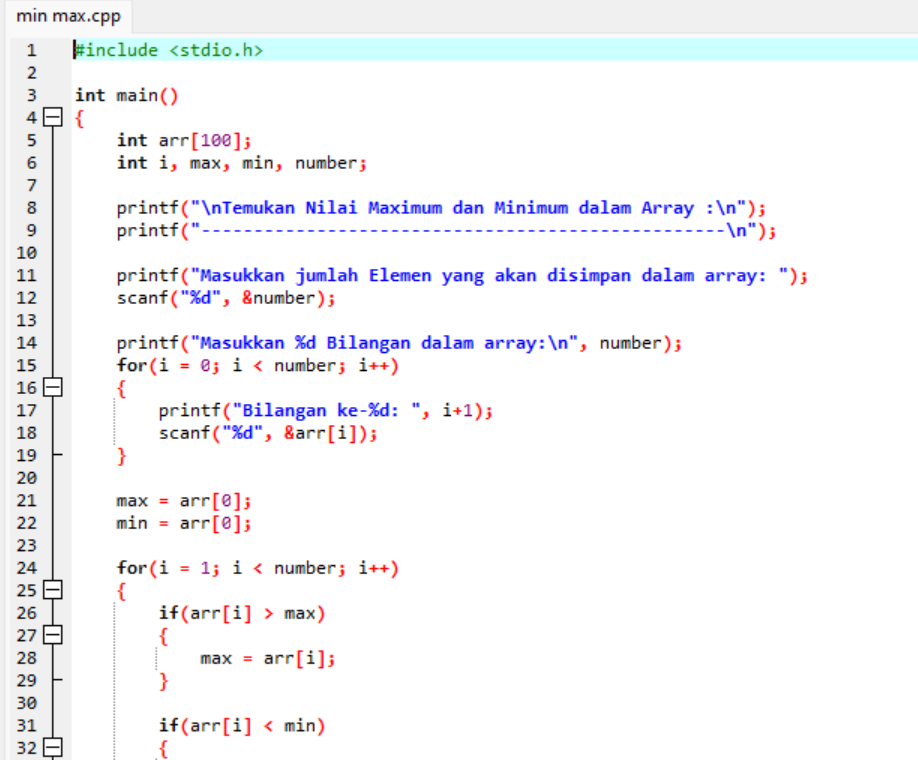 min max.cpp
1 #include <stdio.h>
2
3 int main()
4 {
5 int arr[100];
6 int i, max, min, number;
7
8 printf("\nTemukan Nilai Maximum dan Minimum dalam Array :\n");
9 printf("--------------------------------------------------\n");
10
11 printf("Masukkan jumlah Elemen yang akan disimpan dalam array: ");
12 scanf("%d", &number);
13
14 printf("Masukkan %d Bilangan dalam array:\n", number);
15 for(i = 0; i < number; i++)
16 {
17 printf("Bilangan ke-%d: ", i+1);
18 scanf("%d", &arr[i]);
19 }
20
21 max = arr[0];
22 min = arr[0];
23
24 for(i = 1; i < number; i++)
25 {
26 if(arr[i] > max)
27 {
28 max = arr[i];
29 }
30
31 if(arr[i] < min)
32 {